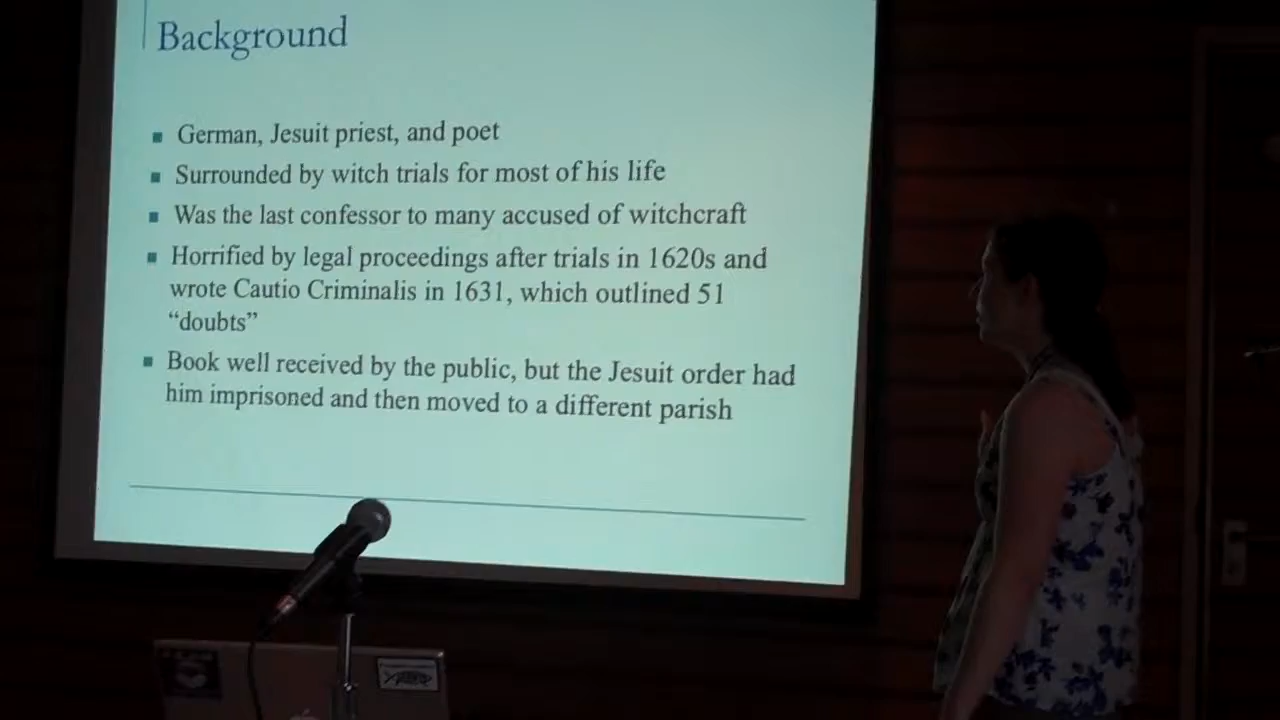 Background
German, Jesuit priest, and poet
Surrounded by witch trials for most of his life
Was the last confessor to many accused of witchcraft
Horrified by legal proceedings after trials in 1620s and
wrote Cautio Criminalis in 1631, which outlined 51
“doubts”
Book well received by the public, but the Jesuit order had
him imprisoned and then moved to a different parish